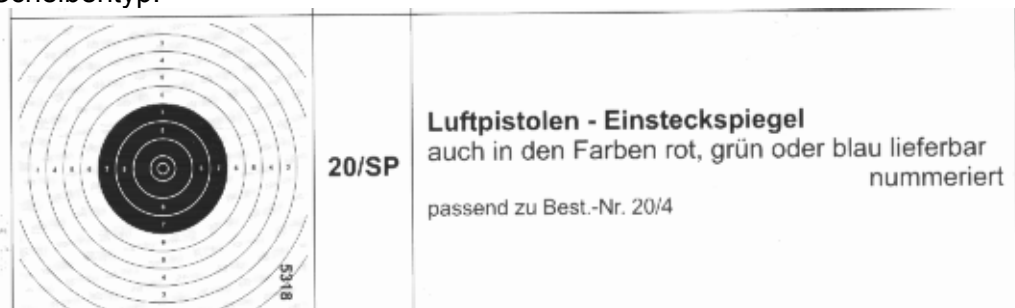 20/SP
Luftpistolen - Einsteckspiegel
auch in den Farben rot, grün oder blau lieferbar
nummeriert
passend zu Best.-Nr. 20/4
5318